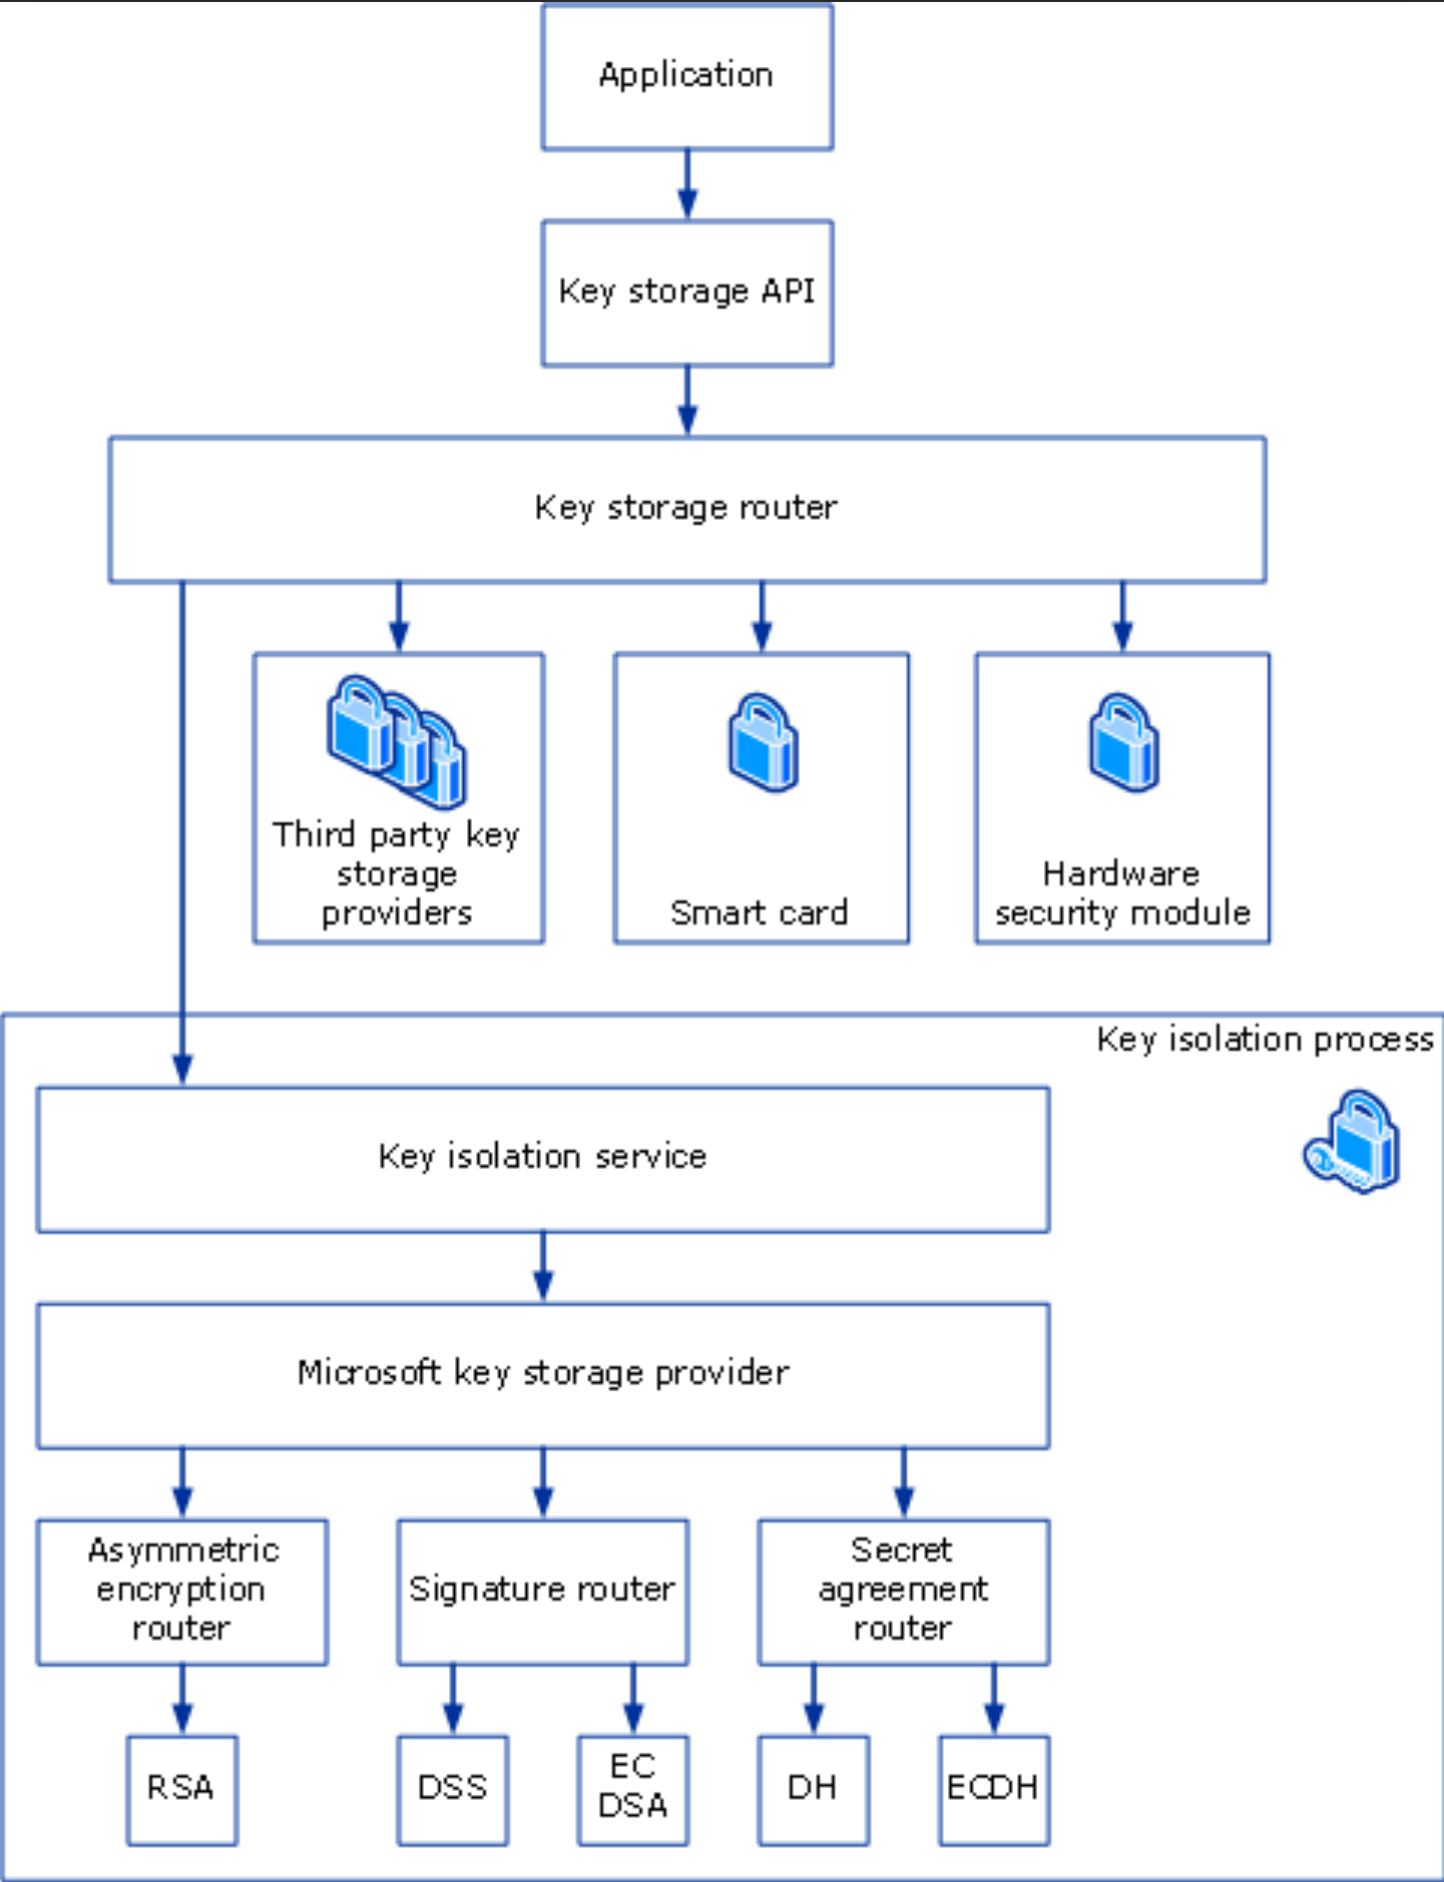 Application
Key storage API
Key storage router
Third party key
storage
providers
Smart card
Hardware
security module
Key isolation process
Key isolation service
Microsoft key storage provider
Asymmetric
encryption
router
Signature router
Secret
agreement
router
RSA
DSS
EC
DSA
DH
ECDH